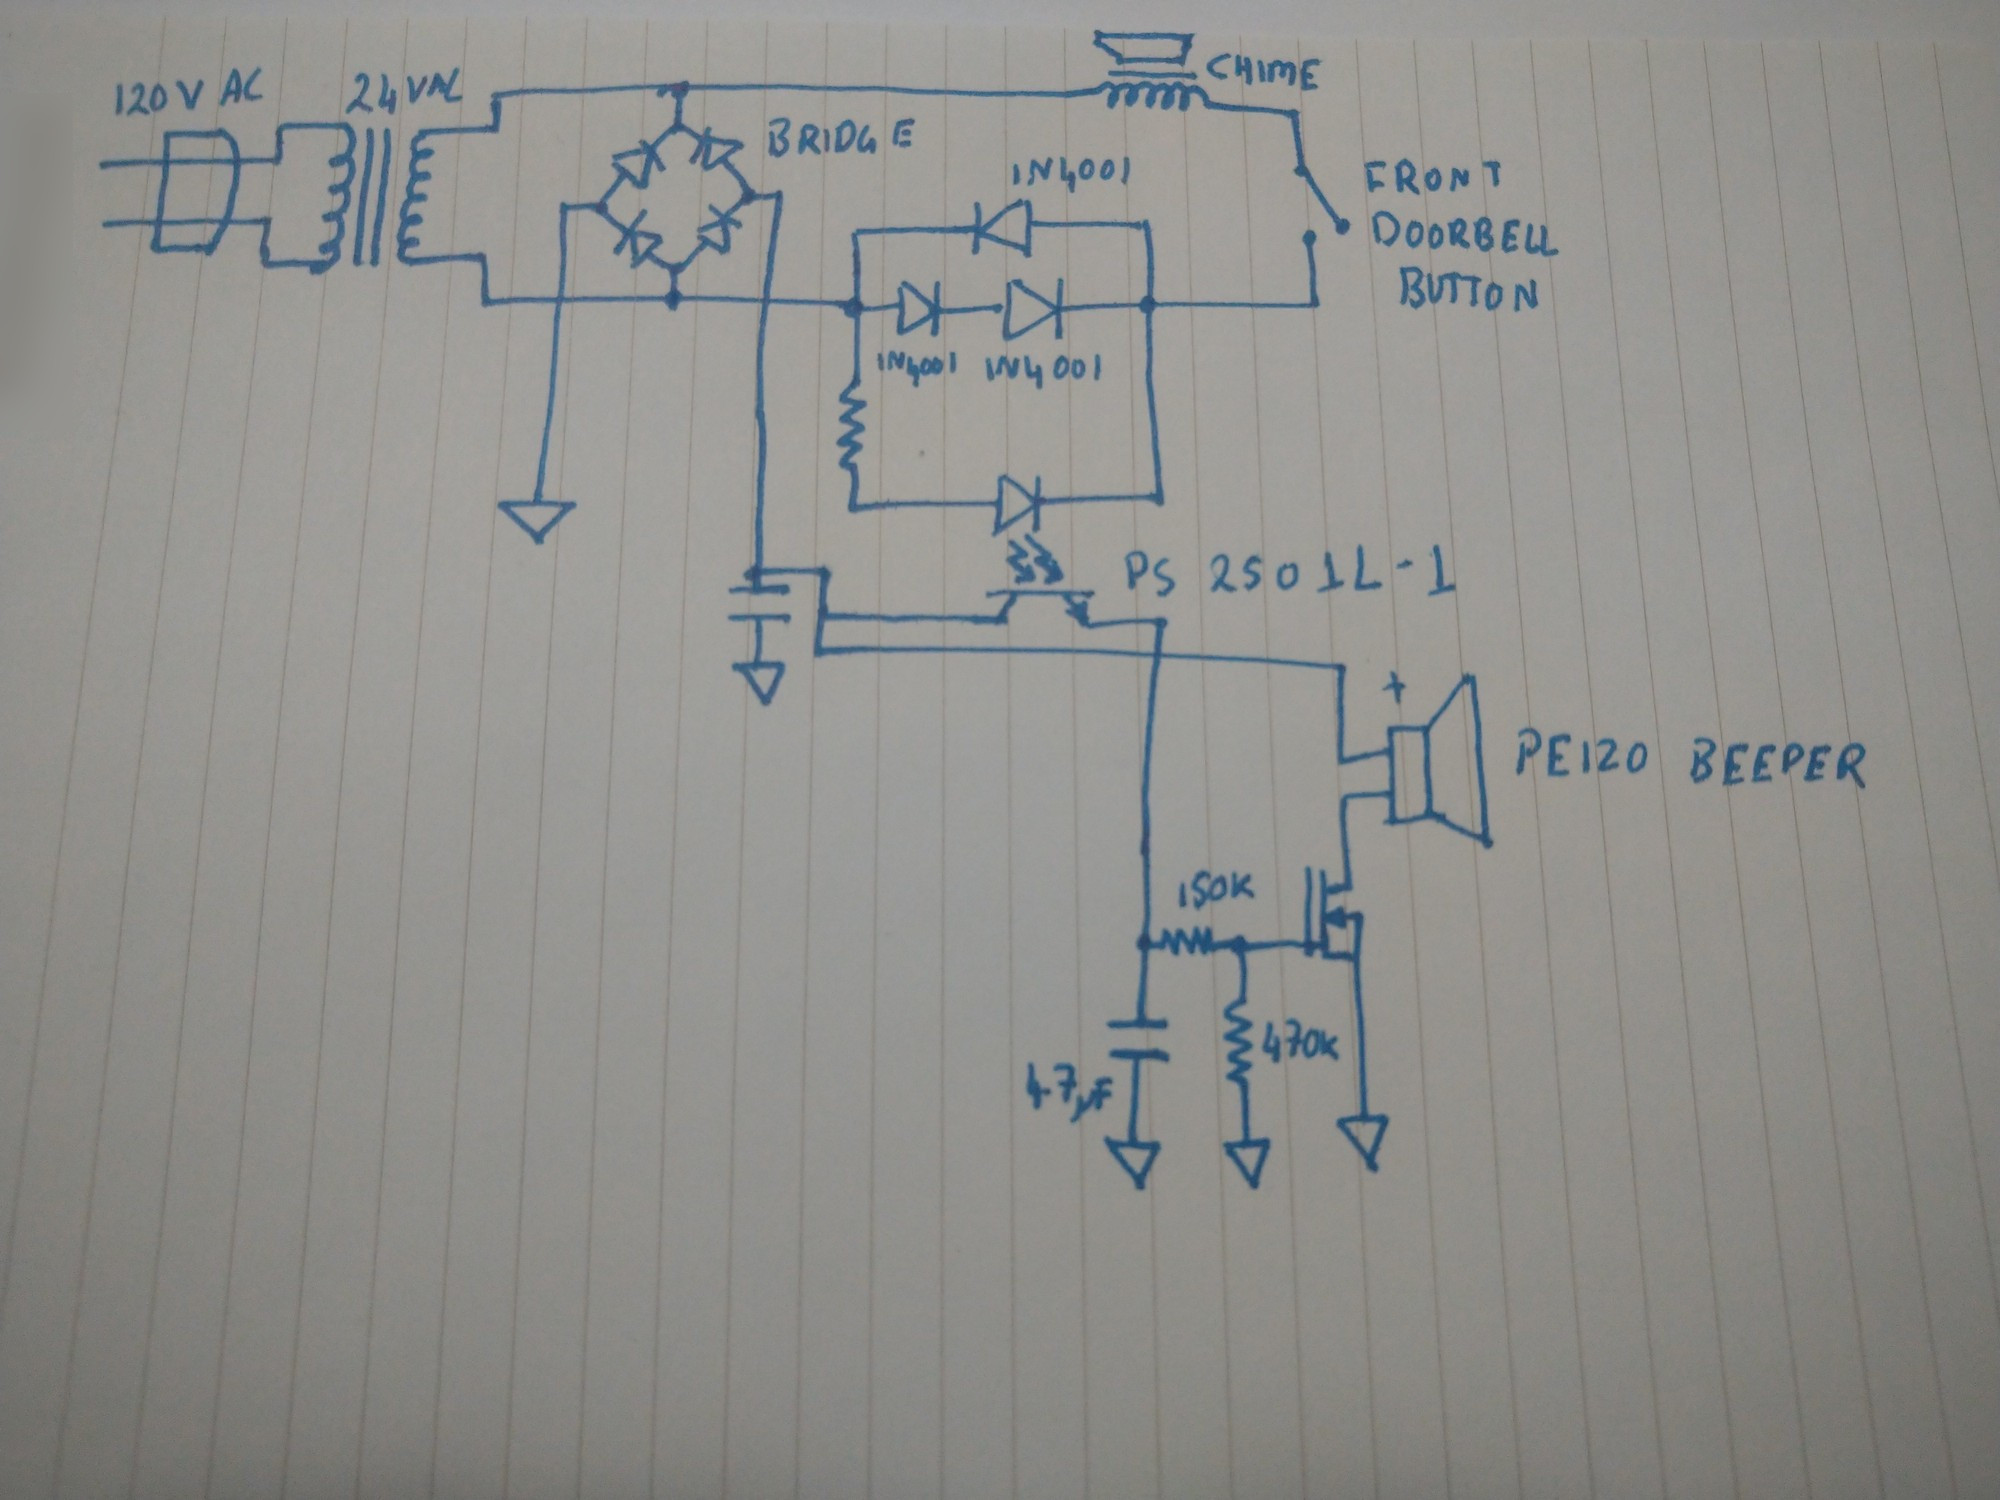 120V AC
24VAC
CHIME
BRIDGE
1N4001
FRONT
DOORBELL
BUTTON
1N4001
1N4001
PS 2501L-1
+
PE120 BEEPER
150K
470K
4.7µF